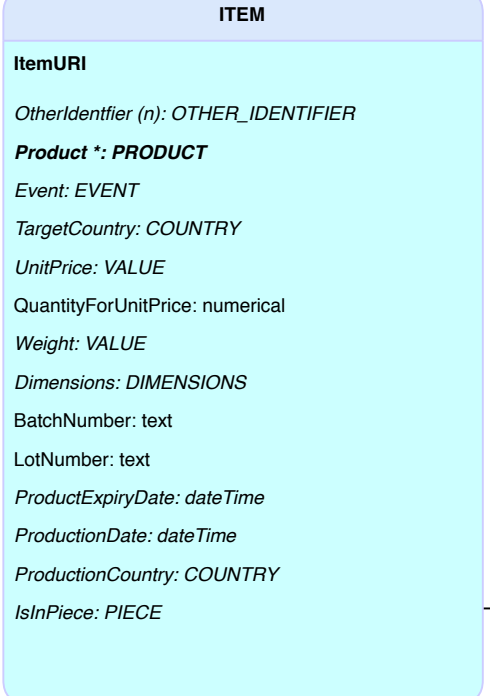 ITEM
ItemURI
OtherIdentfier (n): OTHER_IDENTIFIER
Product *: PRODUCT
Event: EVENT
TargetCountry: COUNTRY
UnitPrice: VALUE
QuantityForUnitPrice: numerical
Weight: VALUE
Dimensions: DIMENSIONS
BatchNumber: text
LotNumber: text
ProductExpiryDate: dateTime
ProductionDate: dateTime
ProductionCountry: COUNTRY
IsInPiece: PIECE